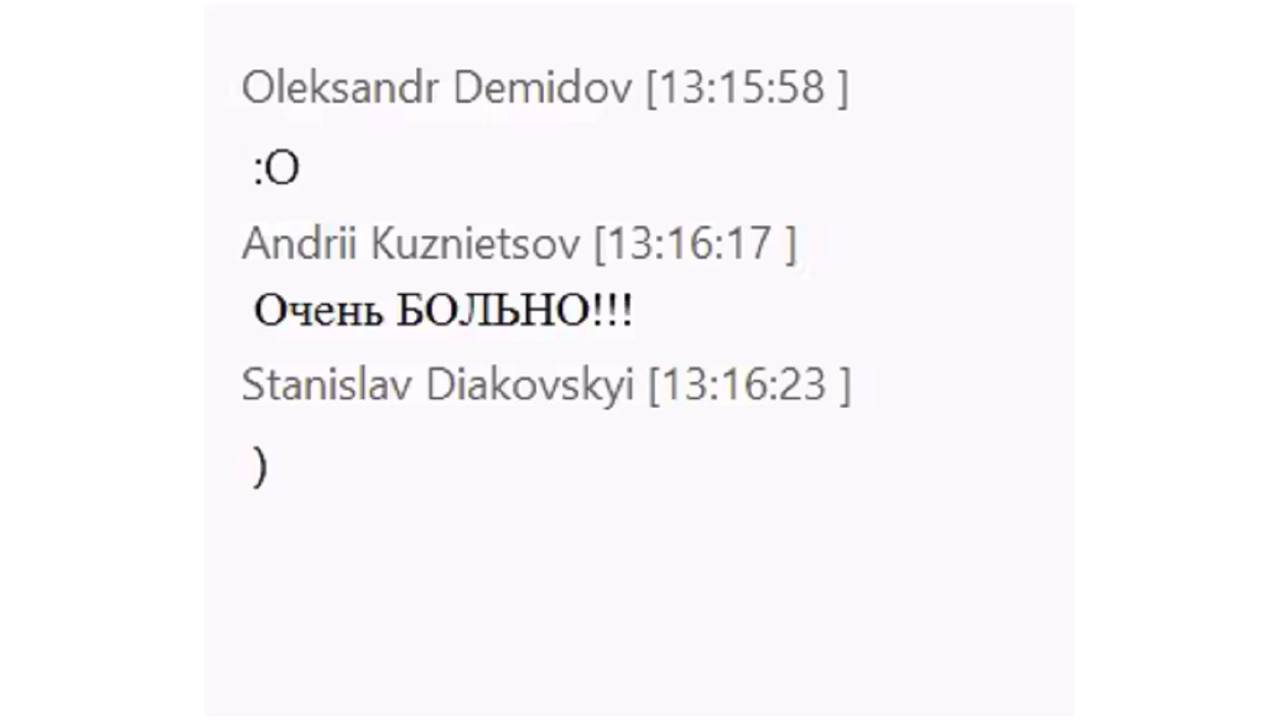 Oleksandr Demidov [13:15:58 ]
:O
Andrii Kuznietsov [13:16:17 ]
Очень БОЛЬНО!!!
Stanislav Diakovskyi [13:16:23 ]
)